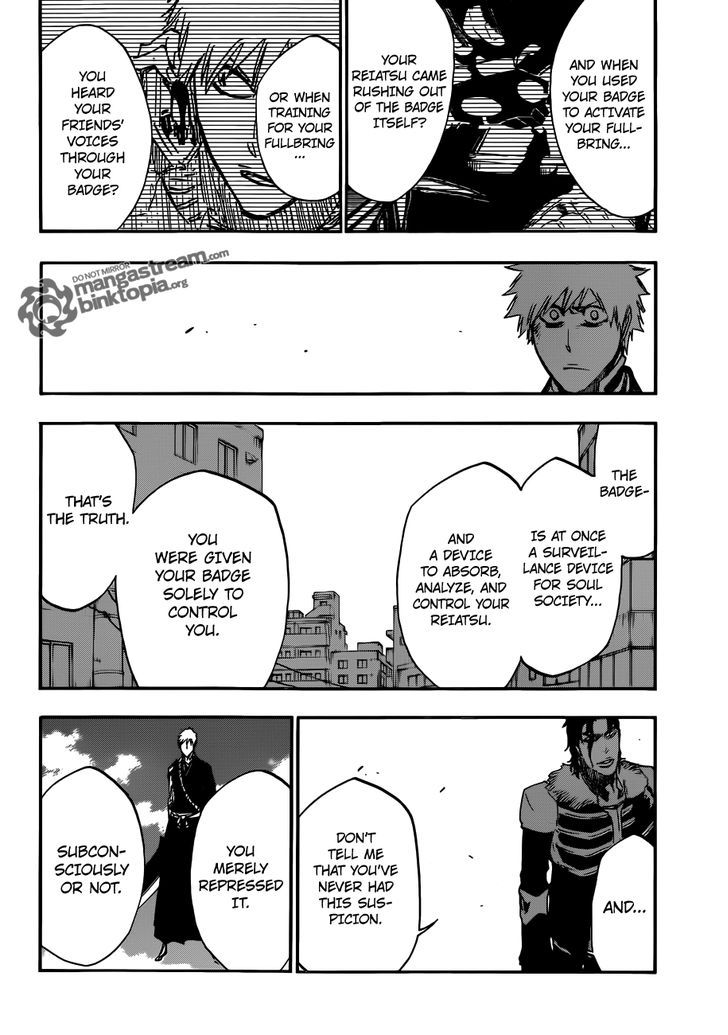 AND WHEN
YOU USED
YOUR BADGE
TO ACTIVATE
YOUR FULL-
BRING...
YOUR
REIATSU CAME
RUSHING OUT
OF THE BADGE
ITSELF?
OR WHEN
TRAINING
FOR YOUR
FULLBRING
...
YOU
HEARD
YOUR
FRIENDS'
VOICES
THROUGH
YOUR
BADGE?
DO NOT MIRROR
mangastream.com
binktopia.org
THE
BADGE-
IS AT ONCE
A SURVEIL-
LANCE DEVICE
FOR SOUL
SOCIETY...
AND
A DEVICE
TO ABSORB,
ANALYZE, AND
CONTROL YOUR
REIATSU.
YOU
WERE GIVEN
YOUR BADGE
SOLELY TO
CONTROL
YOU.
THAT'S
THE TRUTH.
AND...
DON'T
TELL ME
THAT YOU'VE
NEVER HAD
THIS SUS-
PICION.
YOU
MERELY
REPRESSED
IT.
SUBCON-
SCIOUSLY
OR NOT.